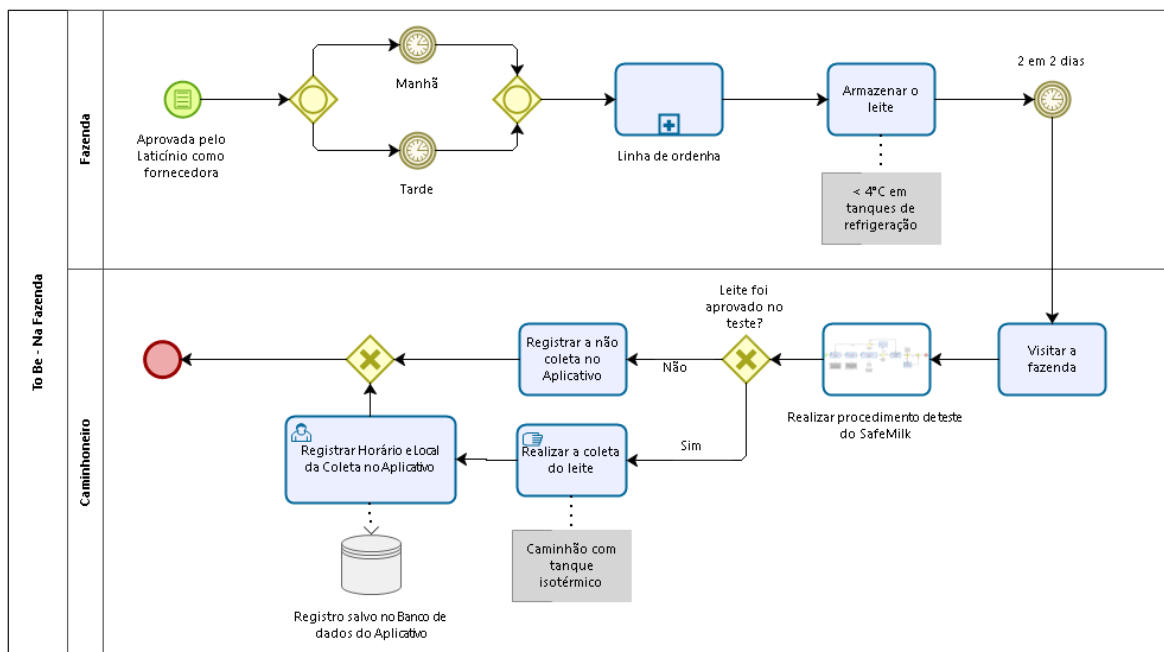 To Be - Na Fazenda
Fazenda
Aprovada pelo
Laticínio como
fornecedora
Manhã
Tarde
Linha de ordenha
Armazenar o
leite
< 4°C em
tanques de
refrigeração
2 em 2 dias
Caminhoneiro
Visitar a
fazenda
Realizar procedimento de teste
do SafeMilk
Leite foi
aprovado no
teste?
Não
Sim
Registrar a não
coleta no
Aplicativo
Realizar a coleta
do leite
Caminhão com
tanque
isotérmico
Registrar Horário e Local
da Coleta no Aplicativo
Registro salvo no Banco de
dados do Aplicativo